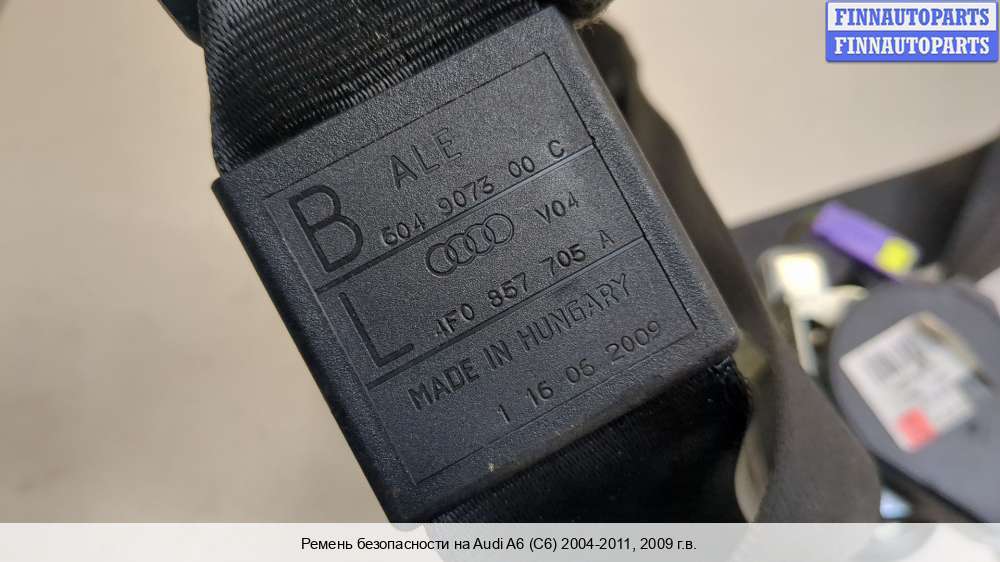 FINNAUTOPARTS
FINNAUTOPARTS
B ALE
604 9073 00 C
V04
L 4F0 857 705 A
MADE IN HUNGARY
1 16 06 2009
Ремень безопасности на Audi A6 (C6) 2004-2011, 2009 г.в.